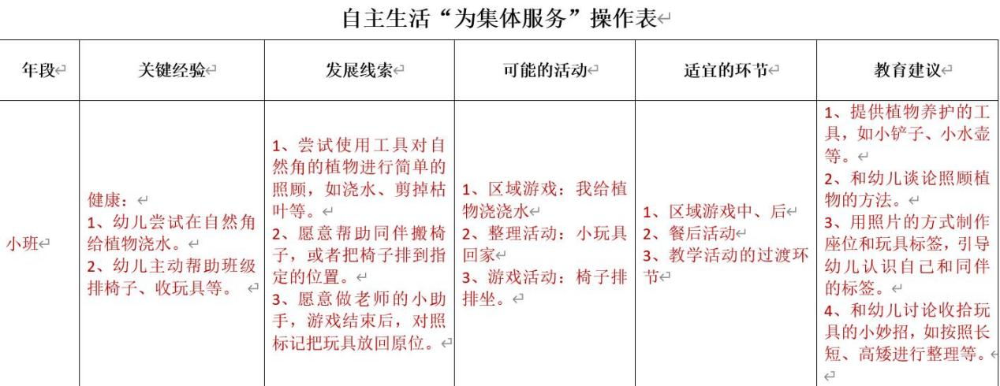 自主生活“为集体服务”操作表
年段
关键经验
发展线索
可能的活动
适宜的环节
教育建议
小班
健康：
1、幼儿尝试在自然角
给植物浇水。
2、幼儿主动帮助班级
排椅子、收玩具等。
1、尝试使用工具对自
然角的植物进行简单的
照顾，如浇水、剪掉枯
叶等。
2、愿意帮助同伴搬椅
子，或者把椅子排到指
定的位置。
3、愿意做老师的小助
手，游戏结束后，对照
标记把玩具放回原位。
1、区域游戏：我给植
物浇浇水
2、整理活动：小玩具
回家
3、游戏活动：椅子排
排坐。
1、区域游戏中、后
2、餐后活动
3、教学活动的过渡环
节
1、提供植物养护的工
具，如小铲子、小水壶
等。
2、和幼儿谈论照顾植
物的方法。
3、用照片的方式制作
座位和玩具标签，引导
幼儿认识自己和同伴
的标签。
4、和幼儿讨论收拾玩
具的小妙招，如按照长
短、高矮进行整理等。